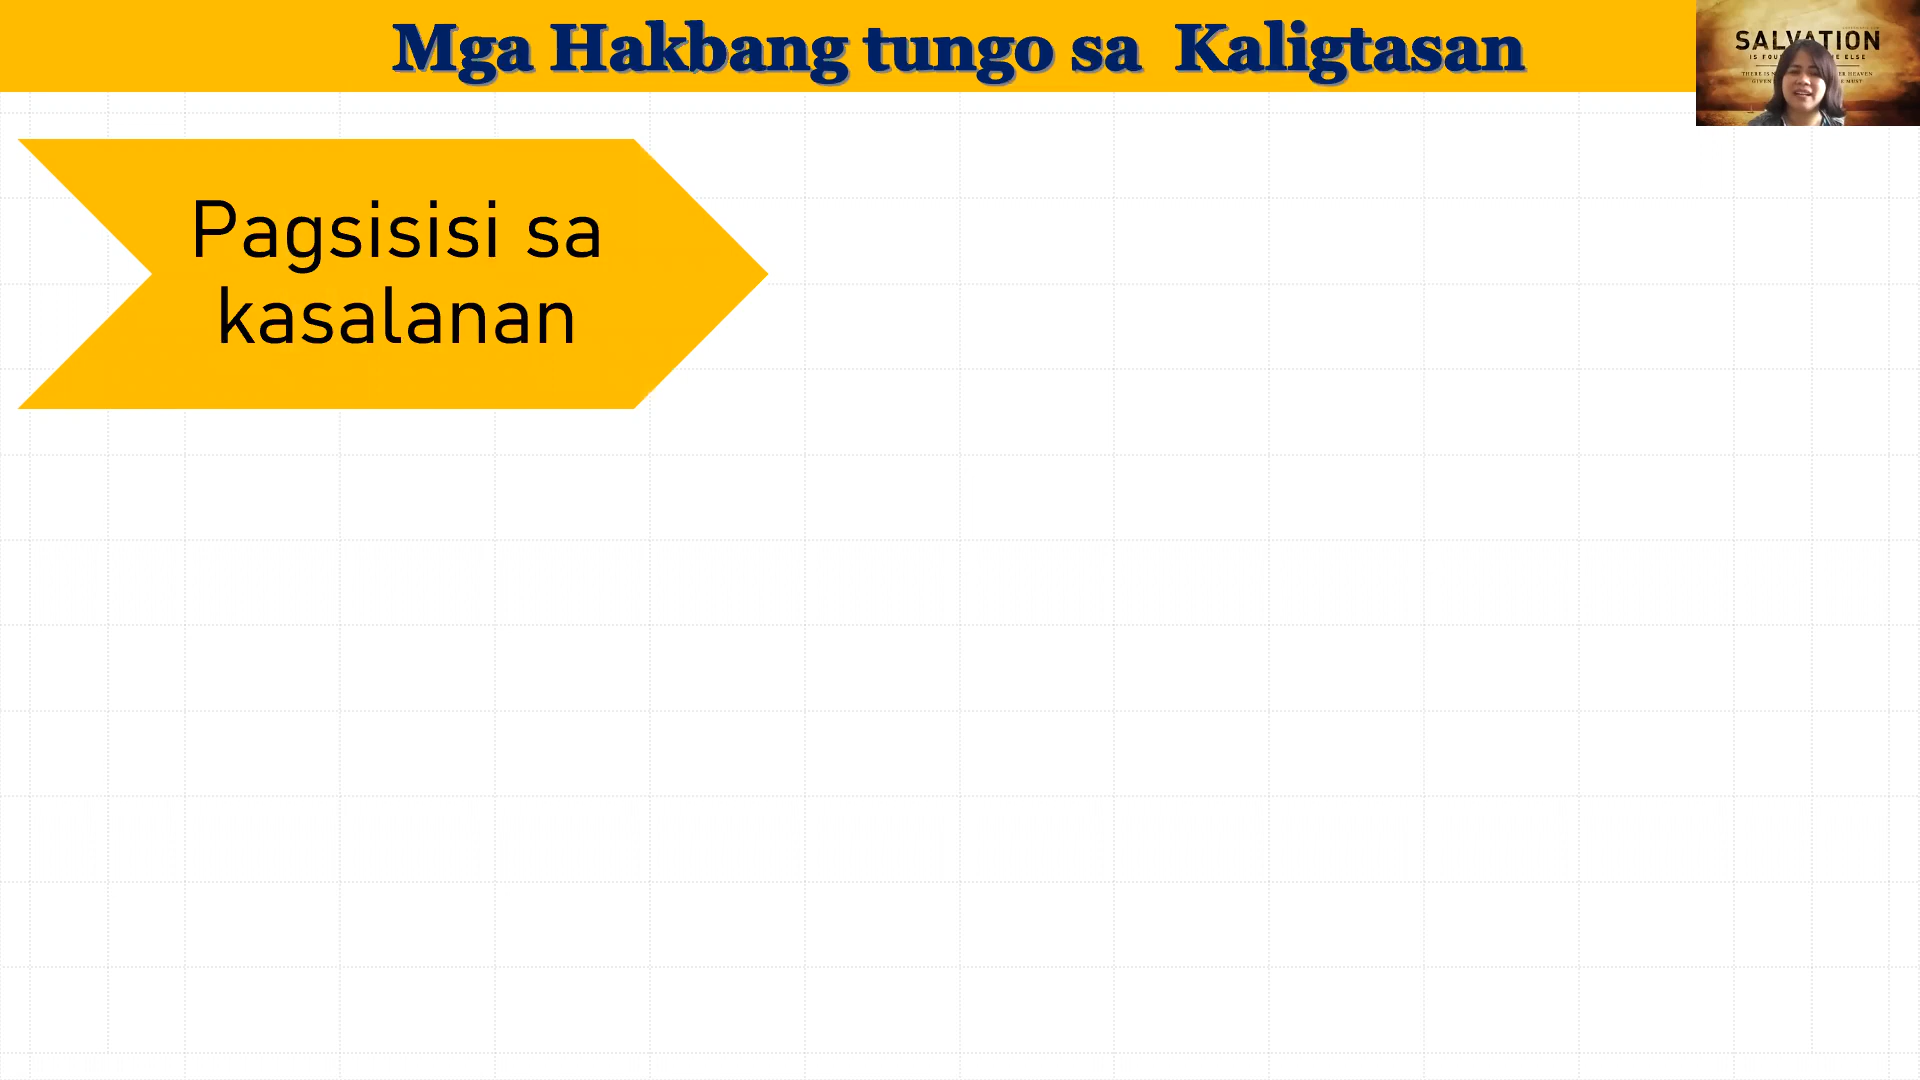 Mga Hakbang tungo sa Kaligtasan
SALVATION
Pagsisisi sa
kasalanan